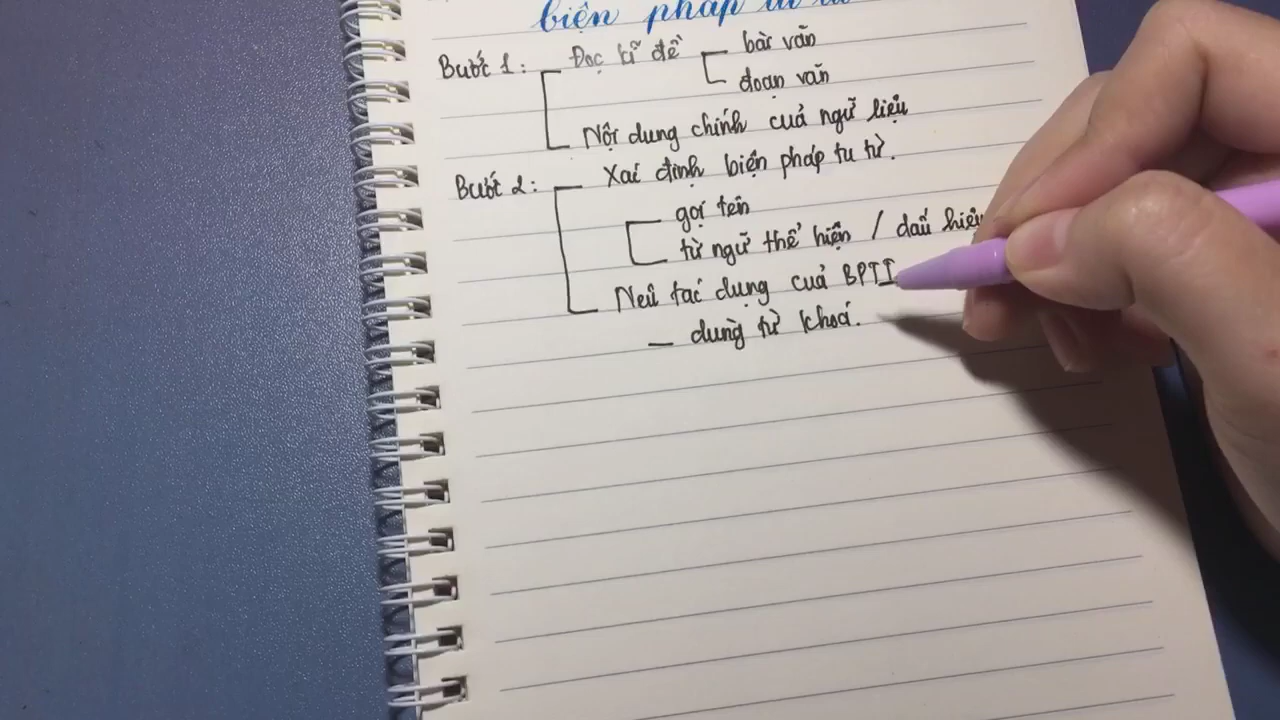 biện pháp tu từ
Bước 1: Đọc kĩ đề bài văn
đoạn văn
Nội dung chính của ngữ liệu
Bước 2: Xác định biện pháp tu từ.
gọi tên
từ ngữ thể hiện / dấu hiệu
Nêu tác dụng của BPTT
— dùng từ khoá.